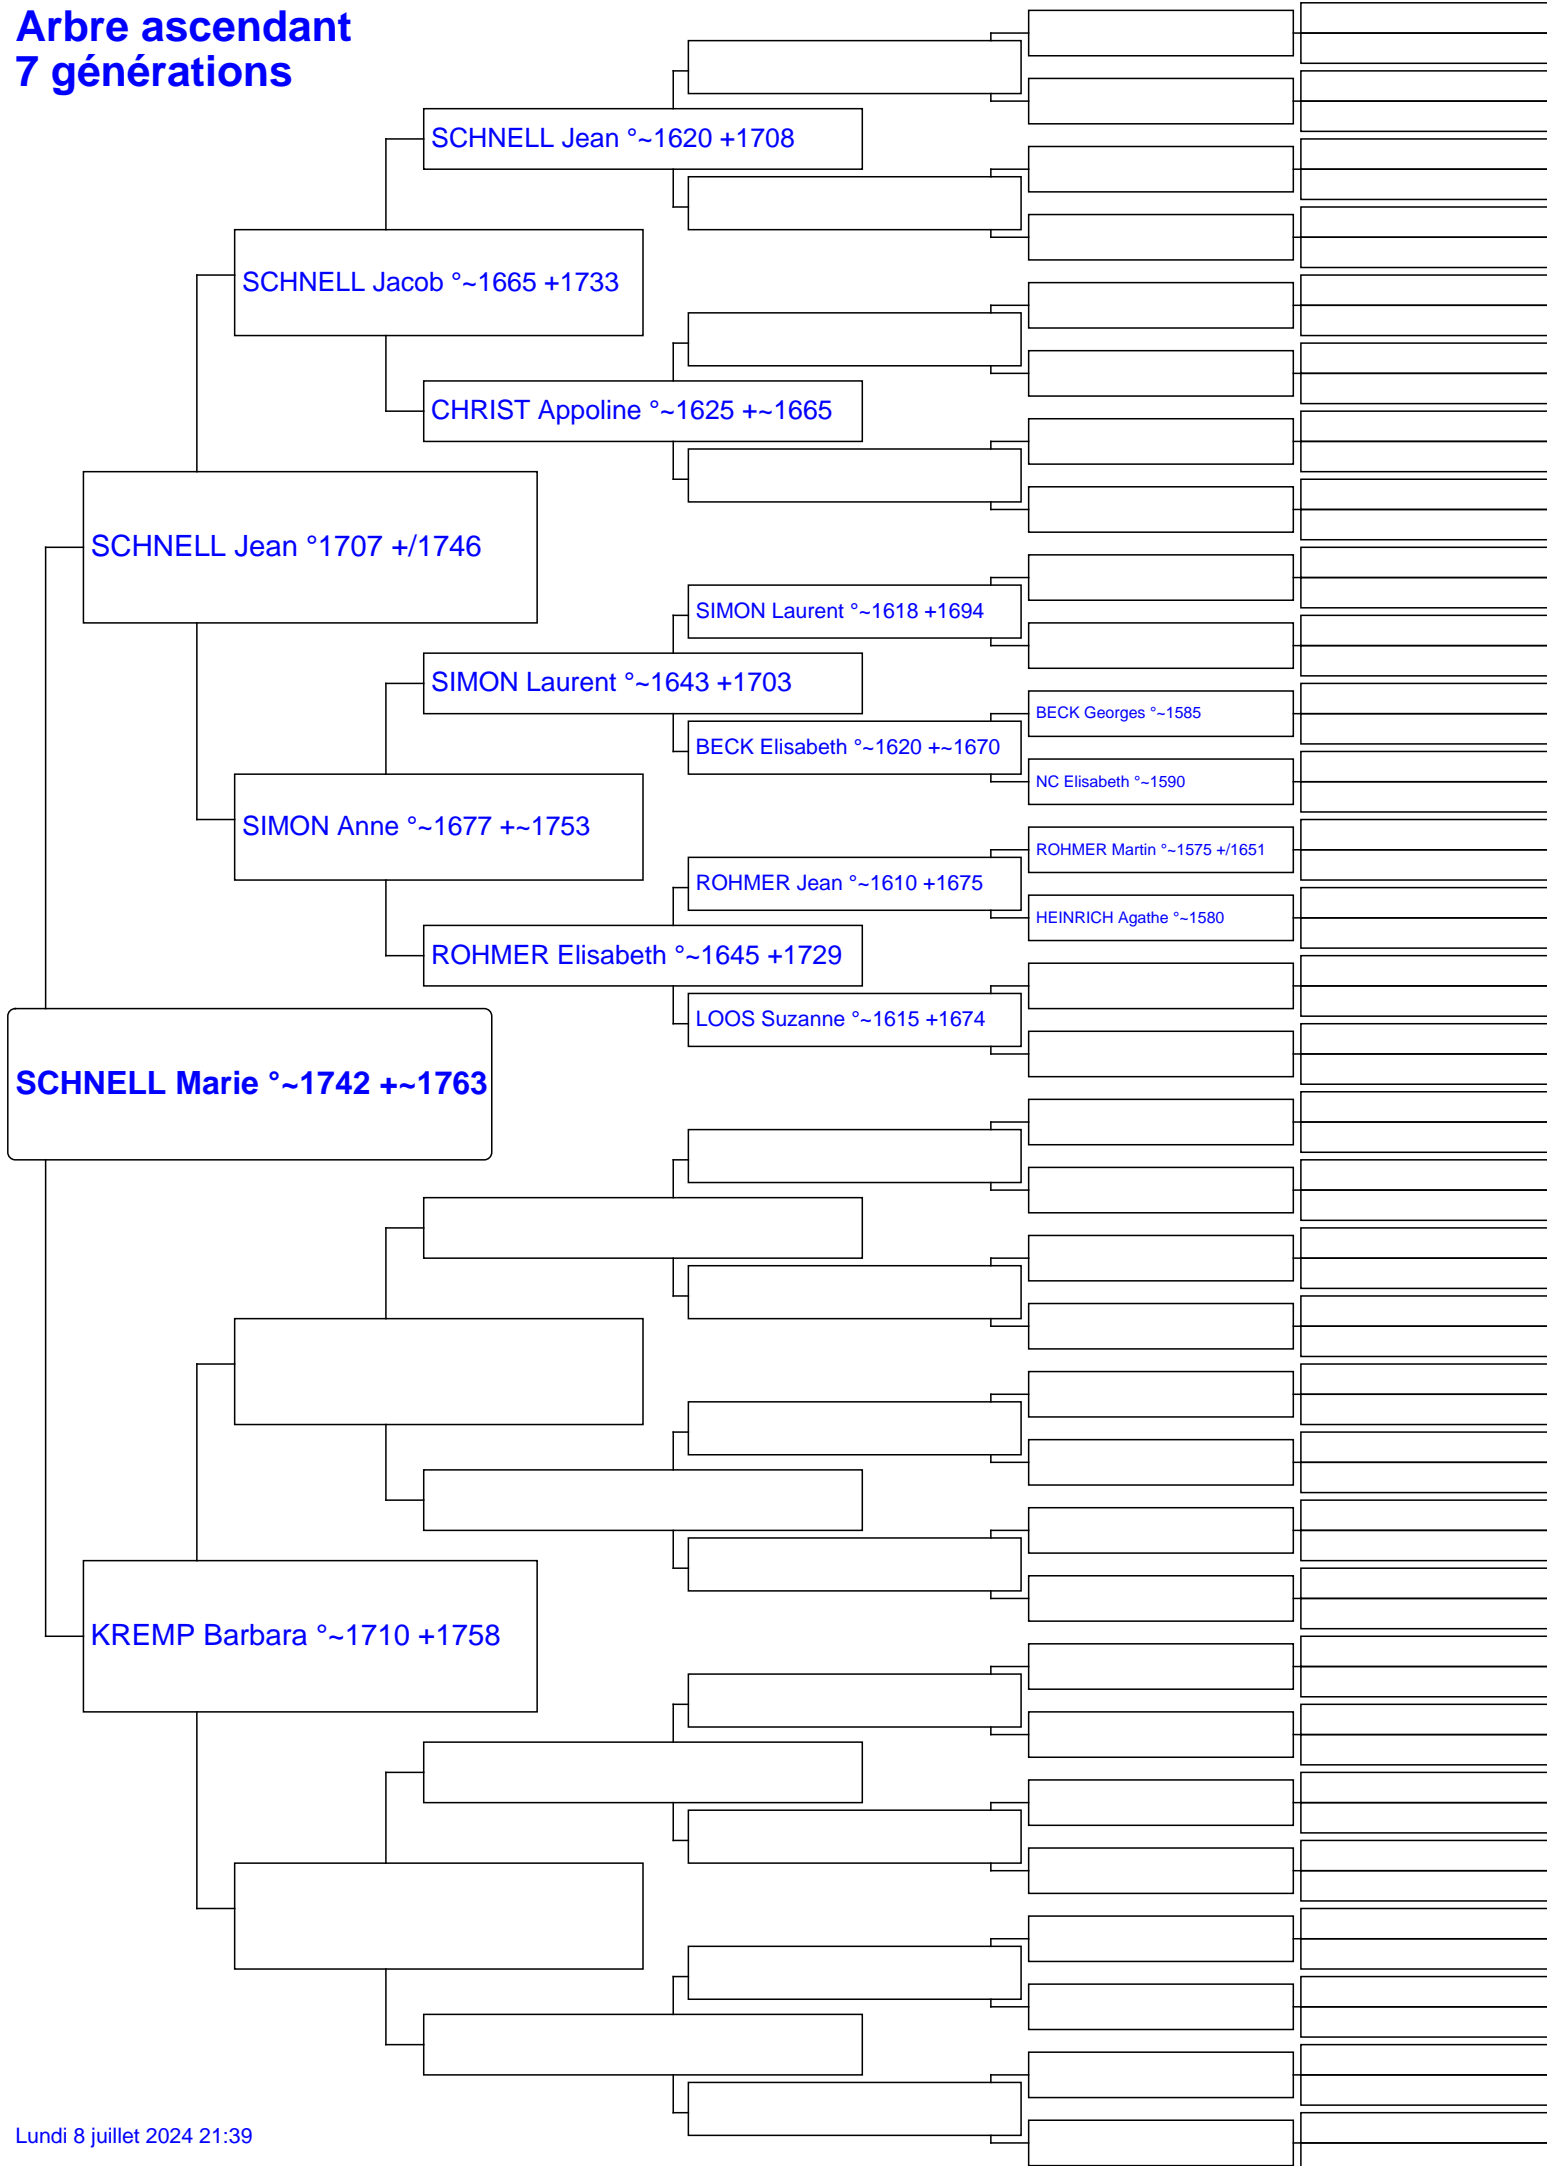 Arbre ascendant
7 générations
SCHNELL Jean °~1620 +1708
SCHNELL Jacob °~1665 +1733
CHRIST Appoline °~1625 +~1665
SCHNELL Jean °1707 +/1746
SIMON Laurent °~1618 +1694
SIMON Laurent °~1643 +1703
BECK Georges °~1585
BECK Elisabeth °~1620 +~1670
NC Elisabeth °~1590
SIMON Anne °~1677 +~1753
ROHMER Martin °~1575 +/1651
ROHMER Jean °~1610 +1675
HEINRICH Agathe °~1580
ROHMER Elisabeth °~1645 +1729
LOOS Suzanne °~1615 +1674
SCHNELL Marie °~1742 +~1763
KREMP Barbara °~1710 +1758
Lundi 8 juillet 2024 21:39